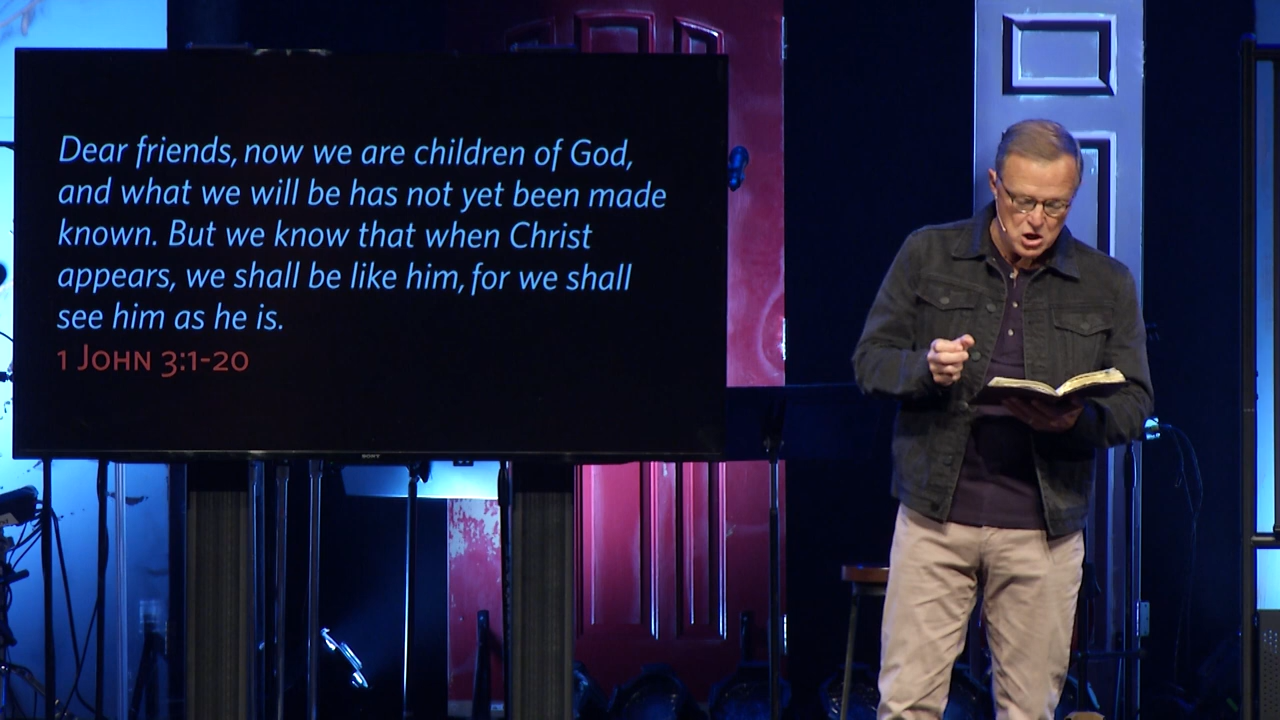 Dear friends, now we are children of God,
and what we will be has not yet been made
known. But we know that when Christ
appears, we shall be like him, for we shall
see him as he is.
1 John 3:1-20
SONY